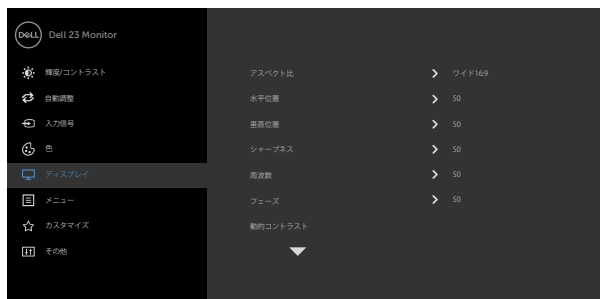 DELL Dell 23 Monitor
輝度/コントラスト
自動調整
入力信号
色
ディスプレイ
メニュー
カスタマイズ
その他
アスペクト比 ワイド16:9
水平位置 50
垂直位置 50
シャープネス 50
周波数 50
フェーズ 50
動的コントラスト